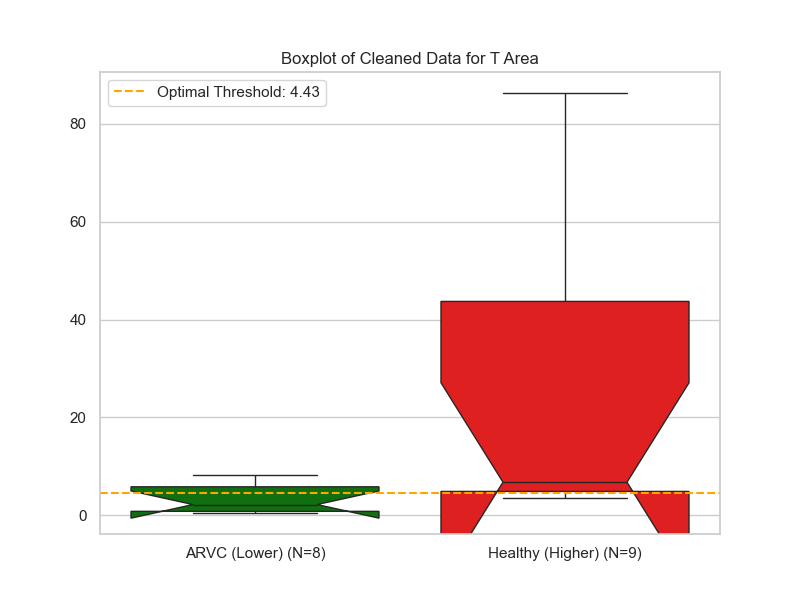 Boxplot of Cleaned Data for T Area
Optimal Threshold: 4.43
80
60
40
20
0
ARVC (Lower) (N=8)
Healthy (Higher) (N=9)